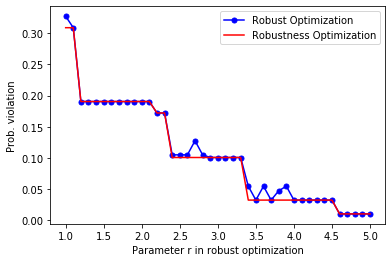 Robust Optimization
Robustness Optimization
Prob. violation
0.30
0.25
0.20
0.15
0.10
0.05
0.00
1.0 1.5 2.0 2.5 3.0 3.5 4.0 4.5 5.0
Parameter r in robust optimization